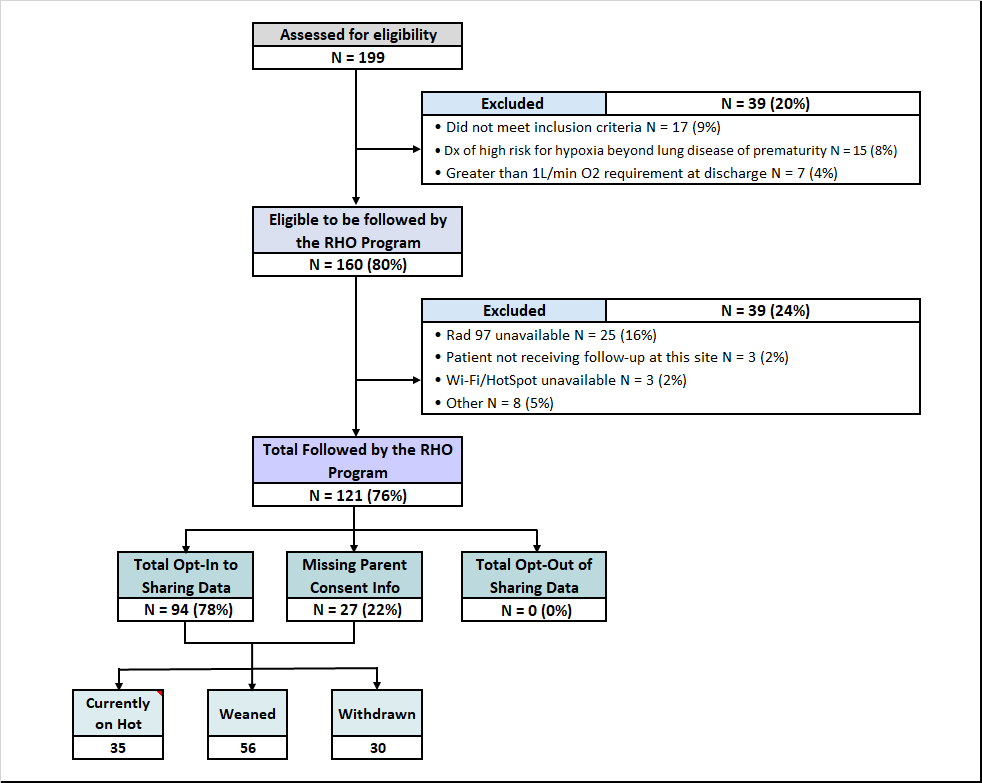 Assessed for eligibility
N = 199
Excluded N = 39 (20%)
• Did not meet inclusion criteria N = 17 (9%)
• Dx of high risk for hypoxia beyond lung disease of prematurity N = 15 (8%)
• Greater than 1L/min O2 requirement at discharge N = 7 (4%)
Eligible to be followed by
the RHO Program
N = 160 (80%)
Excluded N = 39 (24%)
• Rad 97 unavailable N = 25 (16%)
• Patient not receiving follow-up at this site N = 3 (2%)
• Wi-Fi/HotSpot unavailable N = 3 (2%)
• Other N = 8 (5%)
Total Followed by the RHO
Program
N = 121 (76%)
Total Opt-In to
Sharing Data
N = 94 (78%)
Missing Parent
Consent Info
N = 27 (22%)
Total Opt-Out of
Sharing Data
N = 0 (0%)
Currently
on Hot
35
Weaned
56
Withdrawn
30